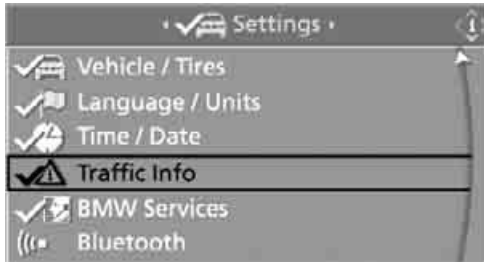 Settings
Vehicle / Tires
Language / Units
Time / Date
Traffic Info
BMW Services
Bluetooth